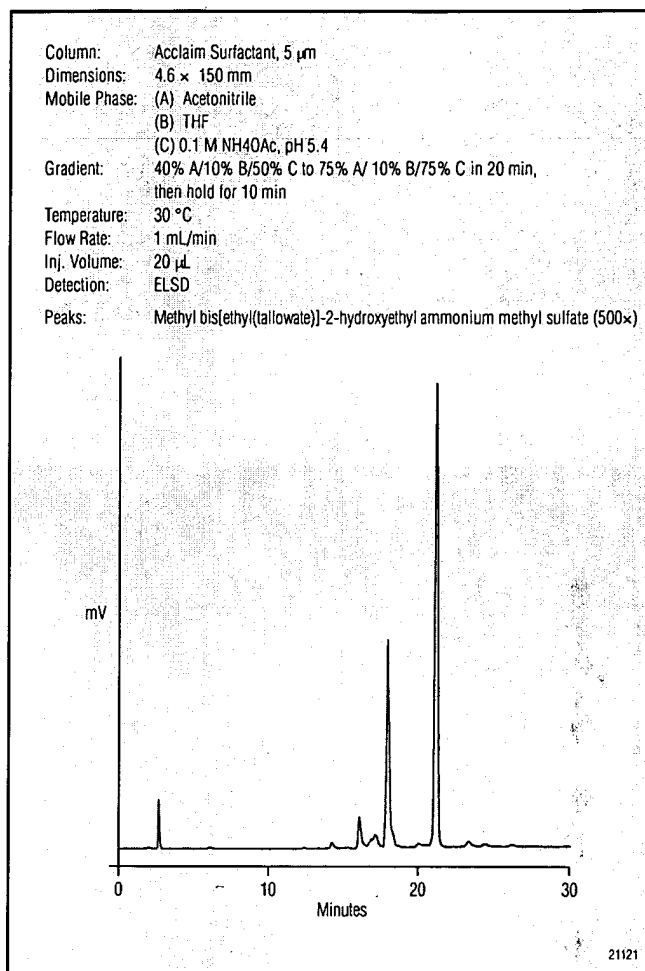 Column: Acclaim Surfactant, 5 µm
Dimensions: 4.6 × 150 mm
Mobile Phase: (A) Acetonitrile
(B) THF
(C) 0.1 M NH4OAc, pH 5.4
Gradient: 40% A/10% B/50% C to 75% A/ 10% B/75% C in 20 min,
then hold for 10 min
Temperature: 30 °C
Flow Rate: 1 mL/min
Inj. Volume: 20 µL
Detection: ELSD
Peaks: Methyl bis[ethyl(tallowate)]-2-hydroxyethyl ammonium methyl sulfate (500×)
mV
0 10 20 30
Minutes
21121